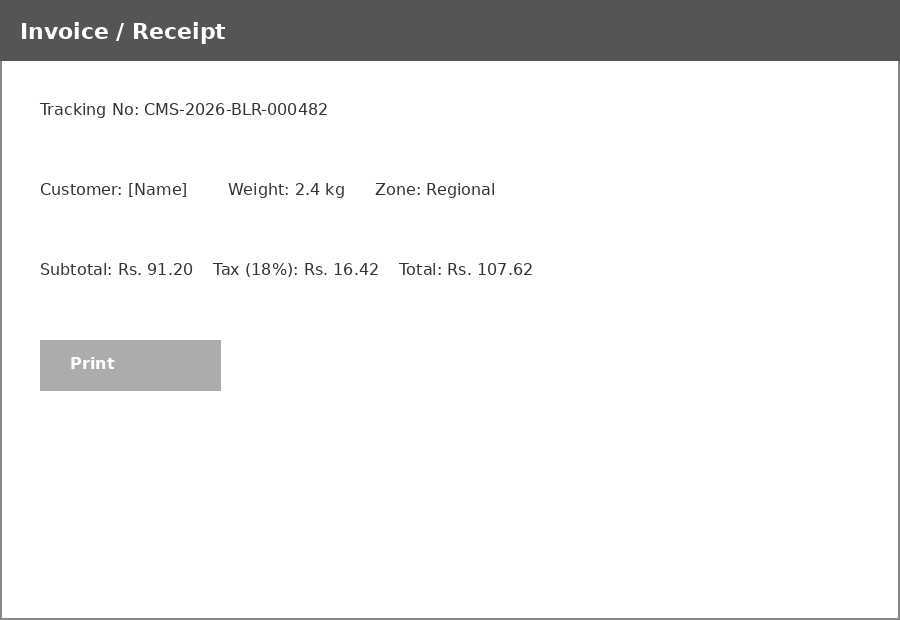 Invoice / Receipt
Tracking No: CMS-2026-BLR-000482
Customer: [Name] Weight: 2.4 kg Zone: Regional
Subtotal: Rs. 91.20 Tax (18%): Rs. 16.42 Total: Rs. 107.62
Print